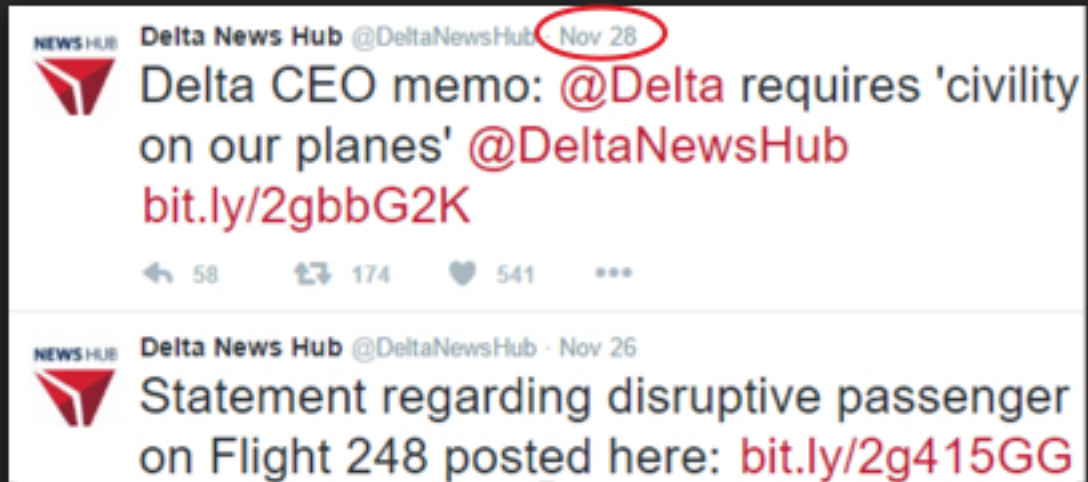 NEWS HUB
Delta News Hub @DeltaNewsHub · Nov 28
Delta CEO memo: @Delta requires 'civility
on our planes' @DeltaNewsHub
bit.ly/2gbbG2K
58 174 541
NEWS HUB
Delta News Hub @DeltaNewsHub · Nov 26
Statement regarding disruptive passenger
on Flight 248 posted here: bit.ly/2g415GG